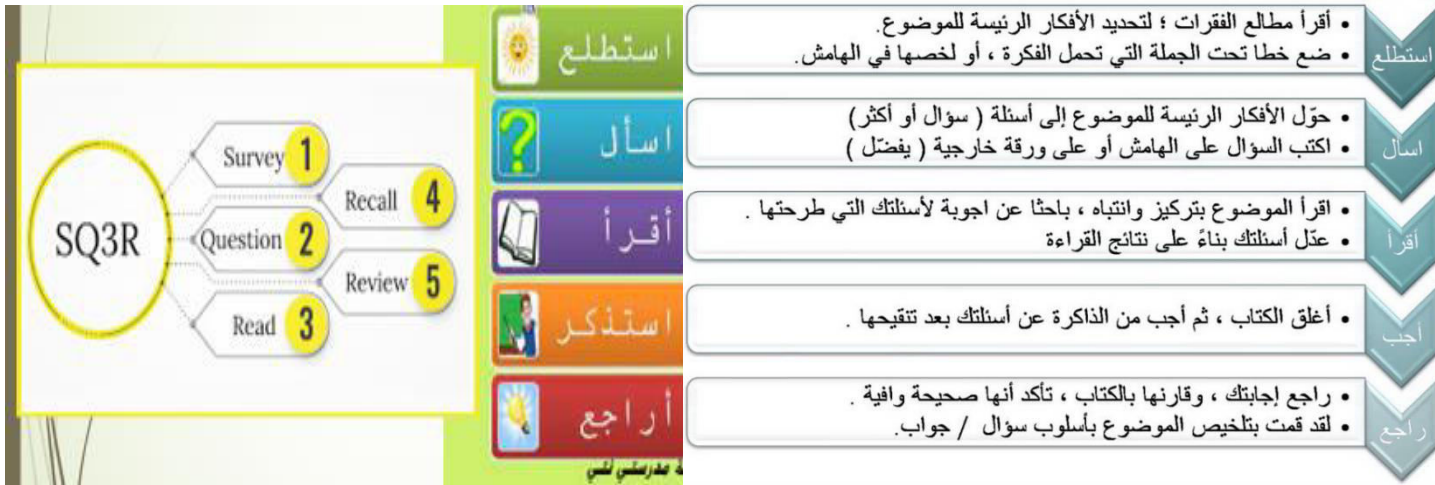 SQ3R
Survey 1
Recall 4
Question 2
Review 5
Read 3
استطلع
اسأل
أقرأ
استذكر
أراجع
مدرستي
استطلع
• أقرأ مطالع الفقرات ؛ لتحديد الأفكار الرئيسة للموضوع.
• ضع خطا تحت الجملة التي تحمل الفكرة ، أو لخصها في الهامش.
اسال
• حوّل الأفكار الرئيسة للموضوع إلى أسئلة ( سؤال أو أكثر)
• اكتب السؤال على الهامش أو على ورقة خارجية ( يفضّل )
أقرأ
• اقرأ الموضوع بتركيز وانتباه ، باحثا عن اجوبة لأسئلتك التي طرحتها .
• عدّل أسئلتك بناءً على نتائج القراءة
أجب
• أغلق الكتاب ، ثم أجب من الذاكرة عن أسئلتك بعد تنقيحها .
راجع
• راجع إجابتك ، وقارنها بالكتاب ، تأكد أنها صحيحة وافية .
• لقد قمت بتلخيص الموضوع بأسلوب سؤال / جواب.